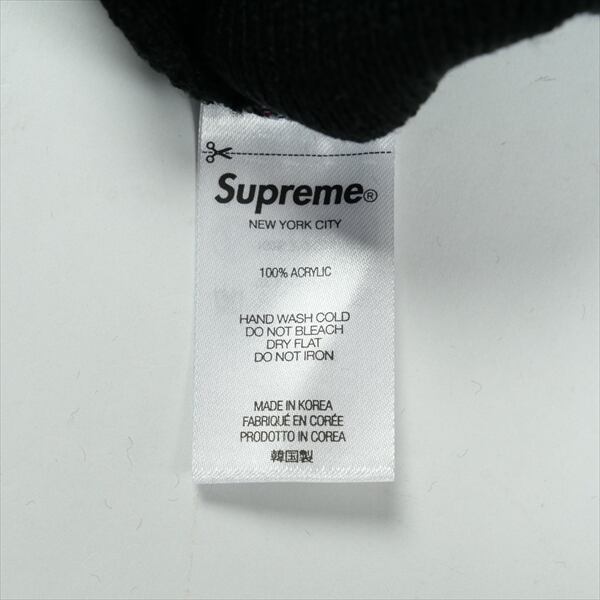 Supreme®
NEW YORK CITY
100% ACRYLIC
HAND WASH COLD
DO NOT BLEACH
DRY FLAT
DO NOT IRON
MADE IN KOREA
FABRIQUÉ EN CORÉE
PRODOTTO IN COREA
韓国製